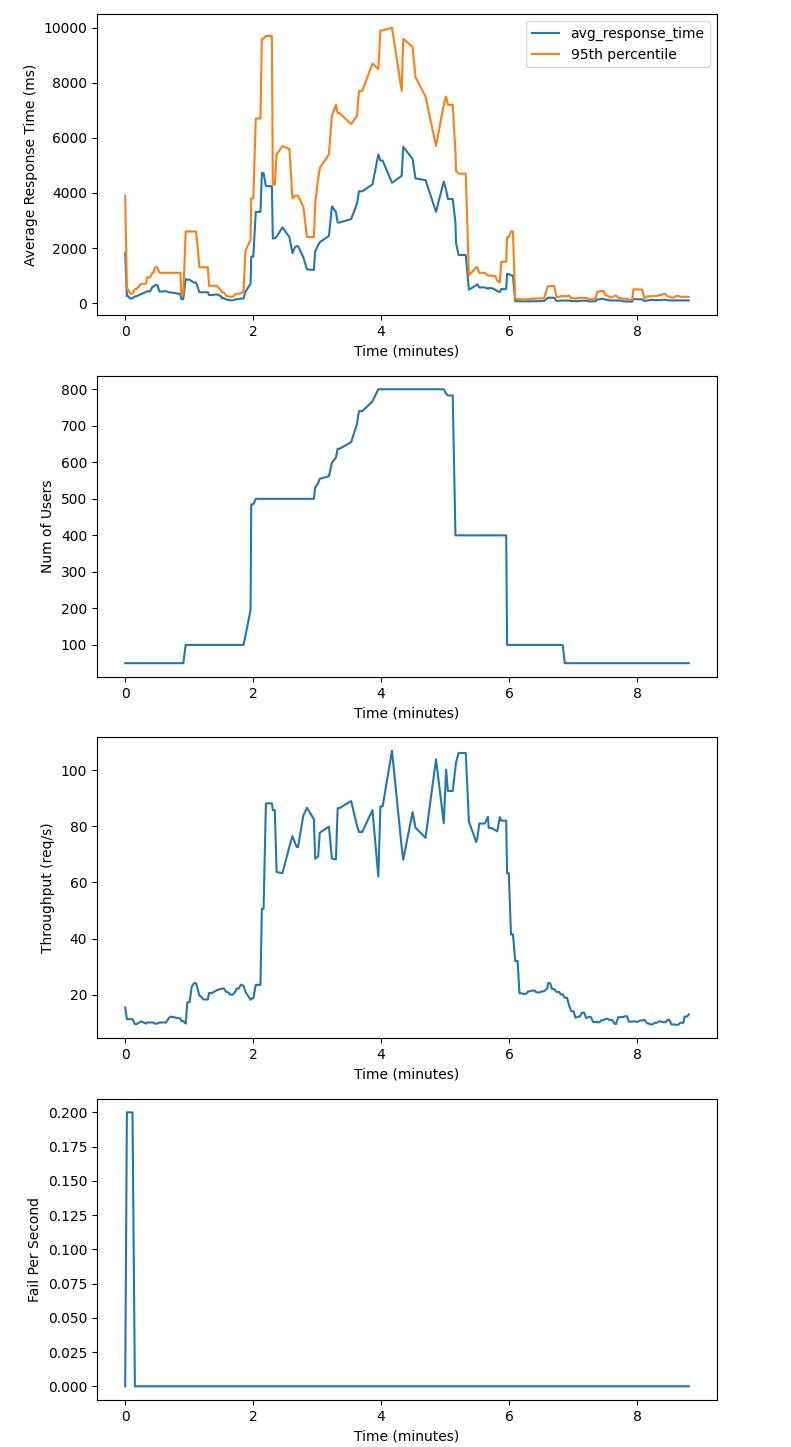 10000
8000
6000
4000
2000
0
Average Response Time (ms)
avg_response_time
95th percentile
0 2 4 6 8
Time (minutes)
800
700
600
500
400
300
200
100
Num of Users
0 2 4 6 8
Time (minutes)
100
80
60
40
20
Throughput (req/s)
0 2 4 6 8
Time (minutes)
0.200
0.175
0.150
0.125
0.100
0.075
0.050
0.025
0.000
Fail Per Second
0 2 4 6 8
Time (minutes)